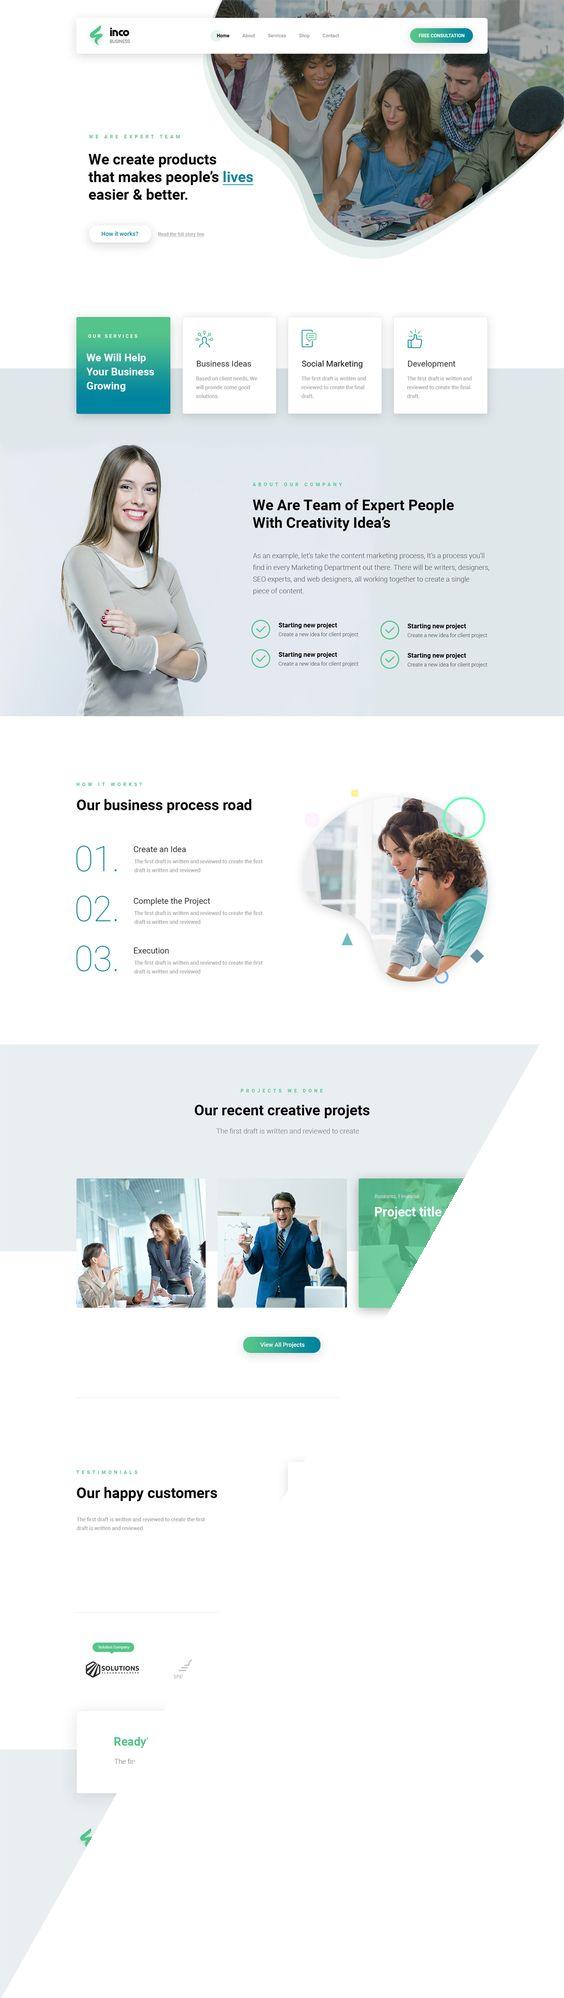 inco
BUSINESS
Home About Services Shop Contact
FREE CONSULTATION
WE ARE EXPERT TEAM
We create products
that makes people's lives
easier & better.
How it works? Read the full story line
OUR SERVICES
We Will Help
Your Business
Growing
Business Ideas
Based on client needs, We
will provide some good
solutions.
Social Marketing
The first draft is written and
reviewed to create the final
draft.
Development
The first draft is written and
reviewed to create the final
draft.
ABOUT OUR COMPANY
We Are Team of Expert People
With Creativity Idea's
As an example, let's take the content marketing process, It's a process you'll
find in every Marketing Department out there. There will be writers, designers,
SEO experts, and web designers, all working together to create a single
piece of content.
Starting new project
Create a new idea for client project
Starting new project
Create a new idea for client project
Starting new project
Create a new idea for client project
Starting new project
Create a new idea for client project
HOW IT WORKS?
Our business process road
01.
Create an Idea
The first draft is written and reviewed to create the first
draft is written and reviewed
02.
Complete the Project
The first draft is written and reviewed to create the first
draft is written and reviewed
03.
Execution
The first draft is written and reviewed to create the first
draft is written and reviewed
PROJECTS WE DONE
Our recent creative projets
The first draft is written and reviewed to create
Project title
View All Projects
TESTIMONIALS
Our happy customers
The first draft is written and reviewed to create the first
draft is written and reviewed
Solution Company
SOLUTIONS
Ready
The fir